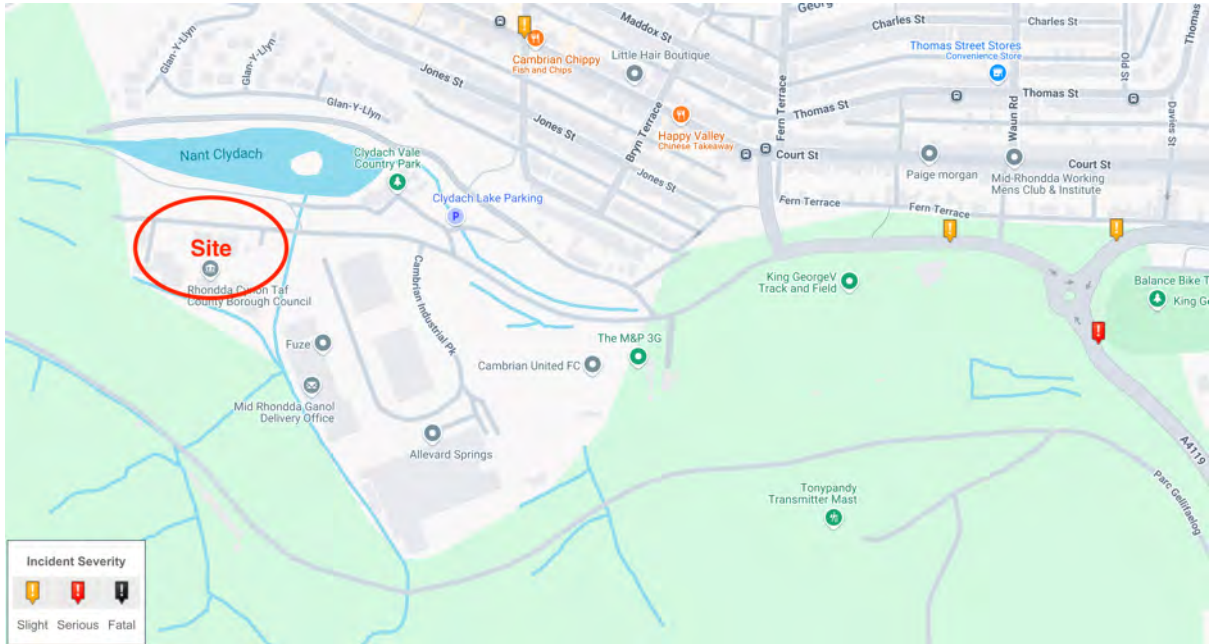 Glan-Y-Llyn
Glan-Y-Llyn
Glan-Y-Llyn
Maddox St
Cambrian Chippy
Fish and Chips
Little Hair Boutique
Jones St
Jones St
Jones St
Bryn Terrace
Happy Valley
Chinese Takeaway
Fern Terrace
Georg
Charles St
Charles St
Thomas Street Stores
Convenience Store
Thomas St
Thomas St
Thomas
Old St
Waun Rd
Davies St
Court St
Court St
Paige morgan
Mid-Rhondda Working
Mens Club & Institute
Fern Terrace
Fern Terrace
Nant Clydach
Clydach Vale
Country Park
Clydach Lake Parking
P
Site
Rhondda Cynon Taf
County Borough Council
Cambrian Industrial Pk
Fuze
Mid Rhondda Ganol
Delivery Office
Allevard Springs
Cambrian United FC
The M&P 3G
King GeorgeV
Track and Field
Balance Bike T
King Ge
Tonypandy
Transmitter Mast
A4119
Parc Gellifaelog
Incident Severity
Slight Serious Fatal